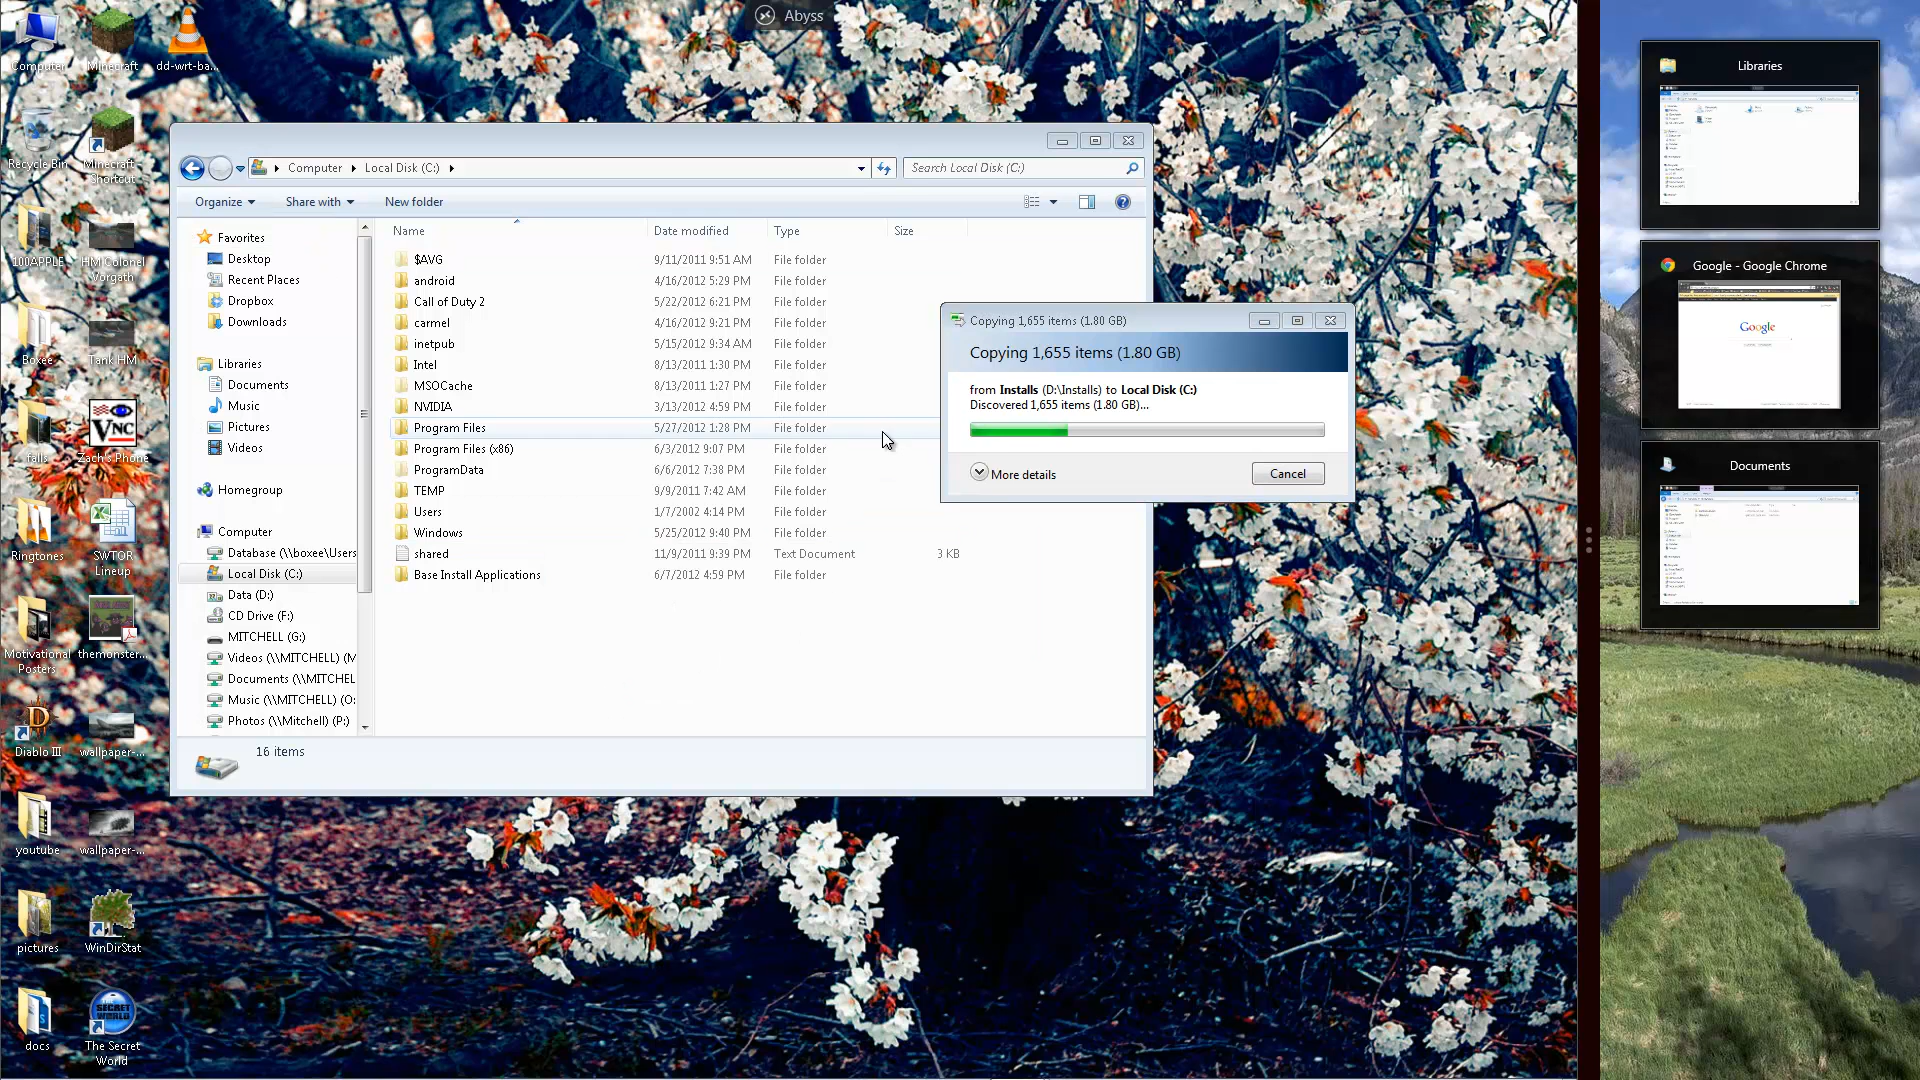 Abyss
Computer
Minecraft
dd-wrt-ba...
Recycle Bin
Minecraft - Shortcut
100APPLE
HM Colonel Vorgath
Boxee
Tank HM
falls
VNC
Zach's Phone
Ringtones
SWTOR Lineup
Motivational Posters
themonster...
Diablo III
wallpaper-...
youtube
wallpaper-...
pictures
WinDirStat
docs
THE SECRET WORLD
The Secret World
Computer Local Disk (C:)
Search Local Disk (C:)
Organize Share with New folder
Favorites
Desktop
Recent Places
Dropbox
Downloads
Libraries
Documents
Music
Pictures
Videos
Homegroup
Computer
Database (\\boxee\Users
Local Disk (C:)
Data (D:)
CD Drive (F:)
MITCHELL (G:)
Videos (\\MITCHELL) (M
Documents (\\MITCHEL
Music (\\MITCHELL) (O:
Photos (\\Mitchell) (P:)
Name Date modified Type Size
$AVG 9/11/2011 9:51 AM File folder
android 4/16/2012 5:29 PM File folder
Call of Duty 2 5/22/2012 6:21 PM File folder
carmel 4/16/2012 9:21 PM File folder
inetpub 5/15/2012 9:34 AM File folder
Intel 8/13/2011 1:30 PM File folder
MSOCache 8/13/2011 1:27 PM File folder
NVIDIA 3/13/2012 4:59 PM File folder
Program Files 5/27/2012 1:28 PM File folder
Program Files (x86) 6/3/2012 9:07 PM File folder
ProgramData 6/6/2012 7:38 PM File folder
TEMP 9/9/2011 7:42 AM File folder
Users 1/7/2002 4:14 PM File folder
Windows 5/25/2012 9:40 PM File folder
shared 11/9/2011 9:39 PM Text Document 3 KB
Base Install Applications 6/7/2012 4:59 PM File folder
16 items
Copying 1,655 items (1.80 GB)
Copying 1,655 items (1.80 GB)
from Installs (D:\Installs) to Local Disk (C:)
Discovered 1,655 items (1.80 GB)...
More details
Cancel
Libraries
Google - Google Chrome
Google
Documents